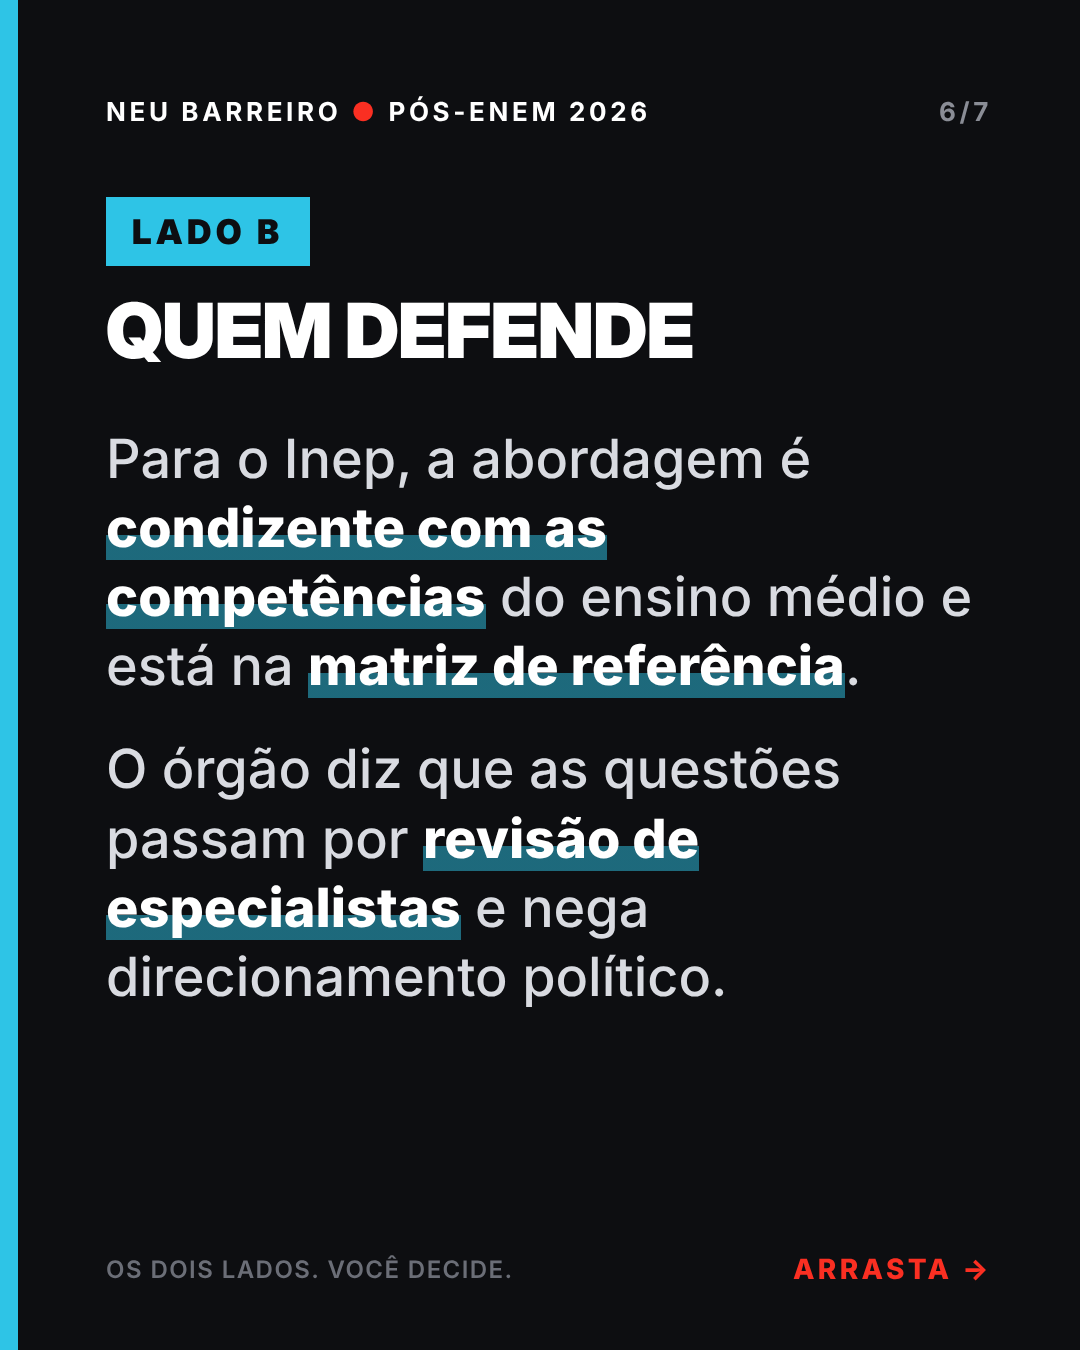 NEU BARREIRO ● PÓS-ENEM 2026
6/7
LADO B
QUEM DEFENDE
Para o Inep, a abordagem é
condizente com as
competências do ensino médio e
está na matriz de referência.
O órgão diz que as questões
passam por revisão de
especialistas e nega
direcionamento político.
OS DOIS LADOS. VOCÊ DECIDE.
ARRASTA →